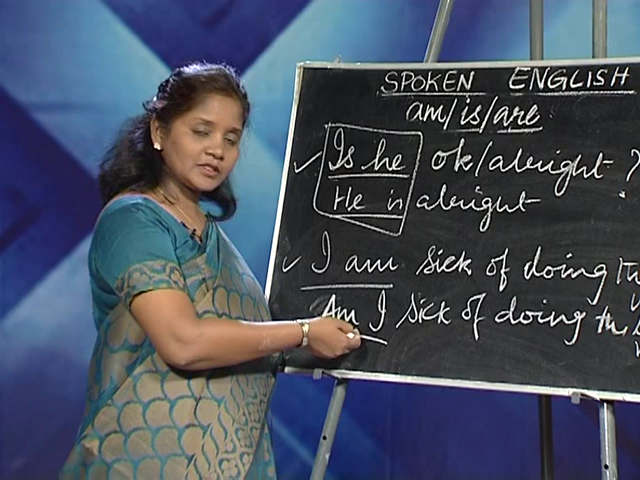 SPOKEN ENGLISH
am/is/are
Is he ok/alright ?
He is alright
I am sick of doing
Am I sick of doing